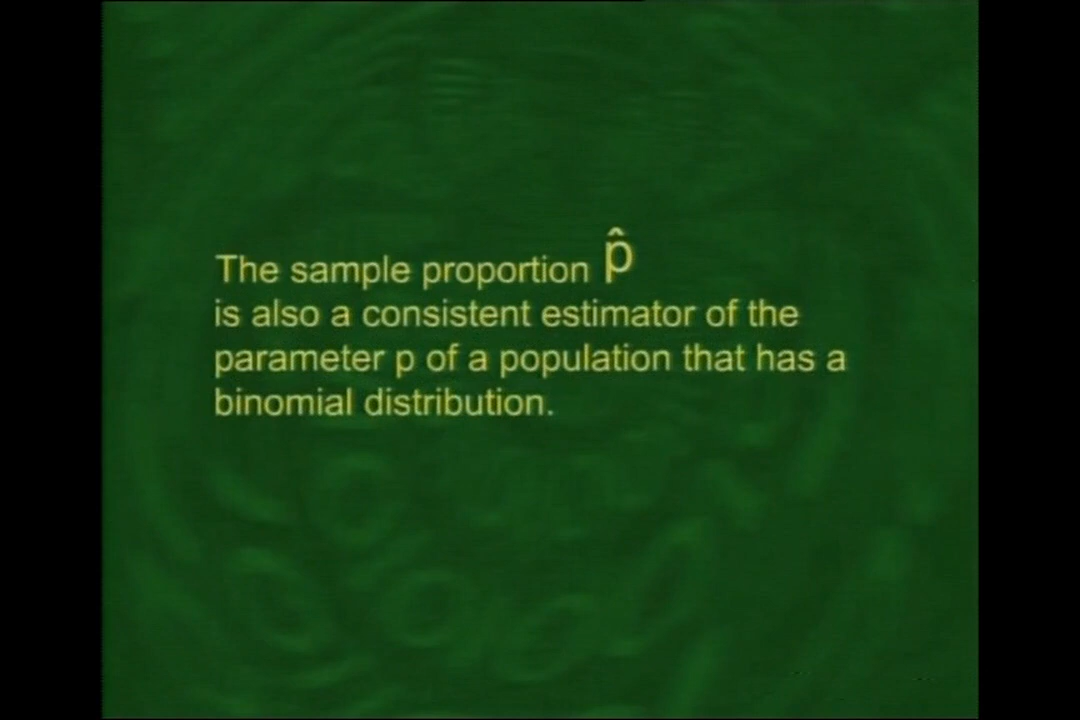 The sample proportion p̂
is also a consistent estimator of the
parameter p of a population that has a
binomial distribution.